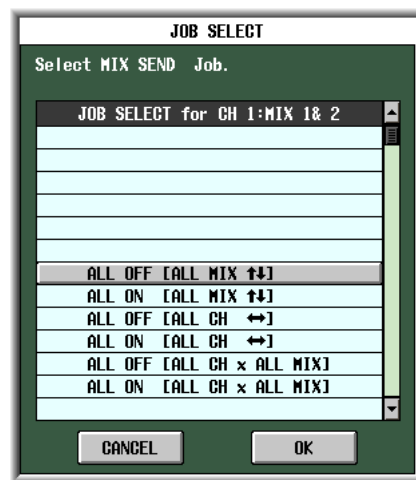 JOB SELECT
Select MIX SEND Job.
JOB SELECT for CH 1:MIX 1& 2
ALL OFF [ALL MIX ↑↓]
ALL ON [ALL MIX ↑↓]
ALL OFF [ALL CH ↔]
ALL ON [ALL CH ↔]
ALL OFF [ALL CH x ALL MIX]
ALL ON [ALL CH x ALL MIX]
CANCEL OK